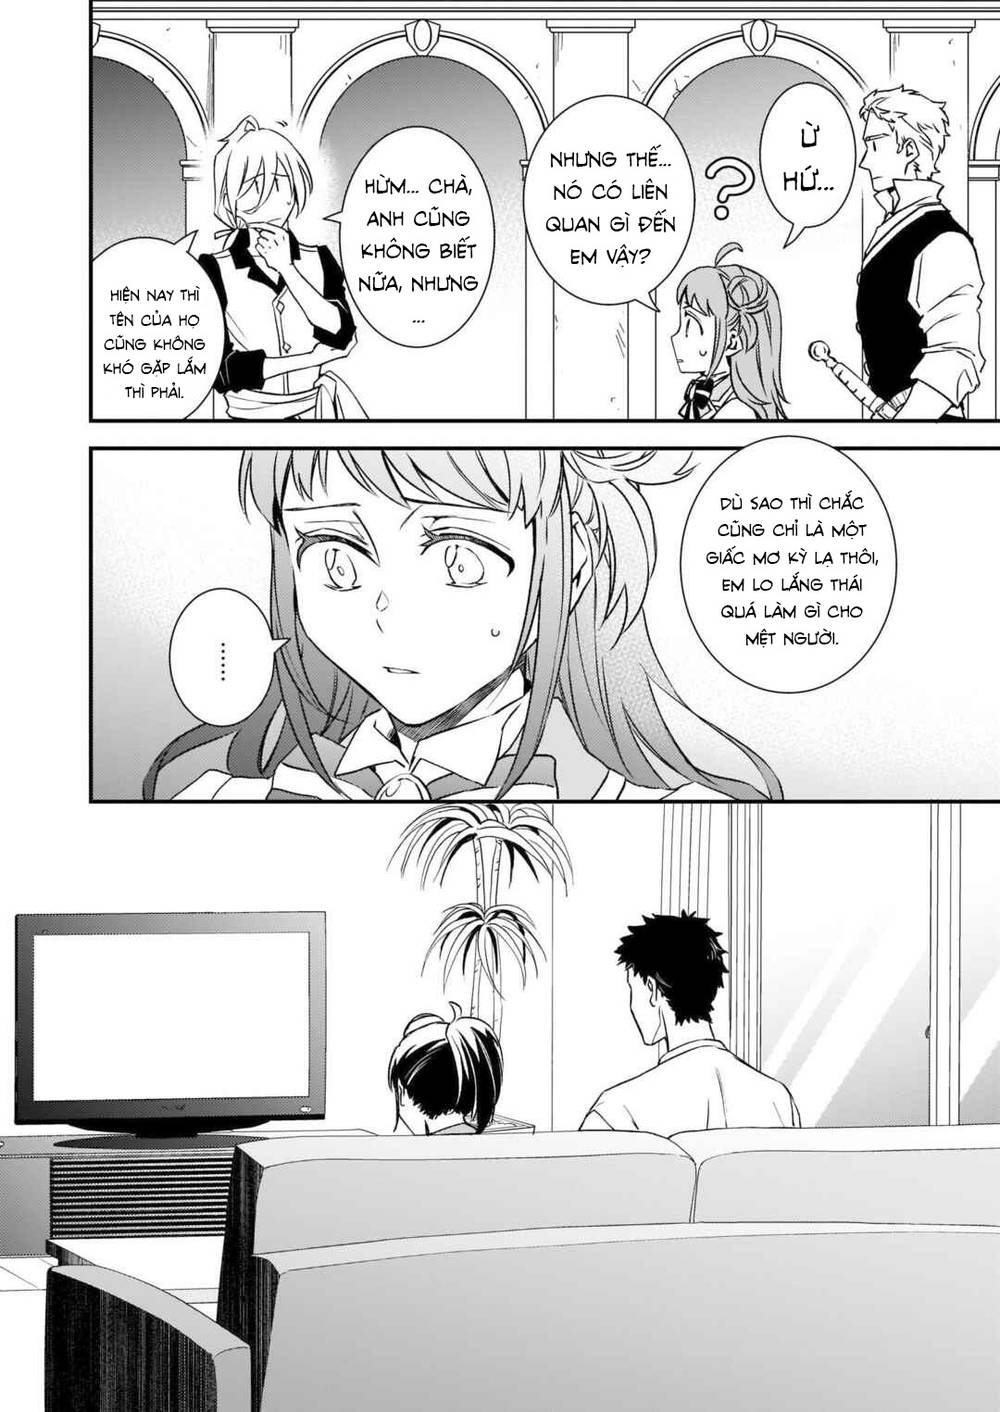 Ừ
HỨ...
NHƯNG THẾ...
NÓ CÓ LIÊN
QUAN GÌ ĐẾN
EM VẬY?
?
HỪM... CHÀ,
ANH CŨNG
KHÔNG BIẾT
NỮA, NHƯNG
...
HIỆN NAY THÌ
TÊN CỦA HỌ
CŨNG KHÔNG
KHÓ GẶP LẮM
THÌ PHẢI.
DÙ SAO THÌ CHẮC
CŨNG CHỈ LÀ MỘT
GIẤC MƠ KỲ LẠ THÔI,
EM LO LẮNG THÁI
QUÁ LÀM GÌ CHO
MỆT NGƯỜI.
......